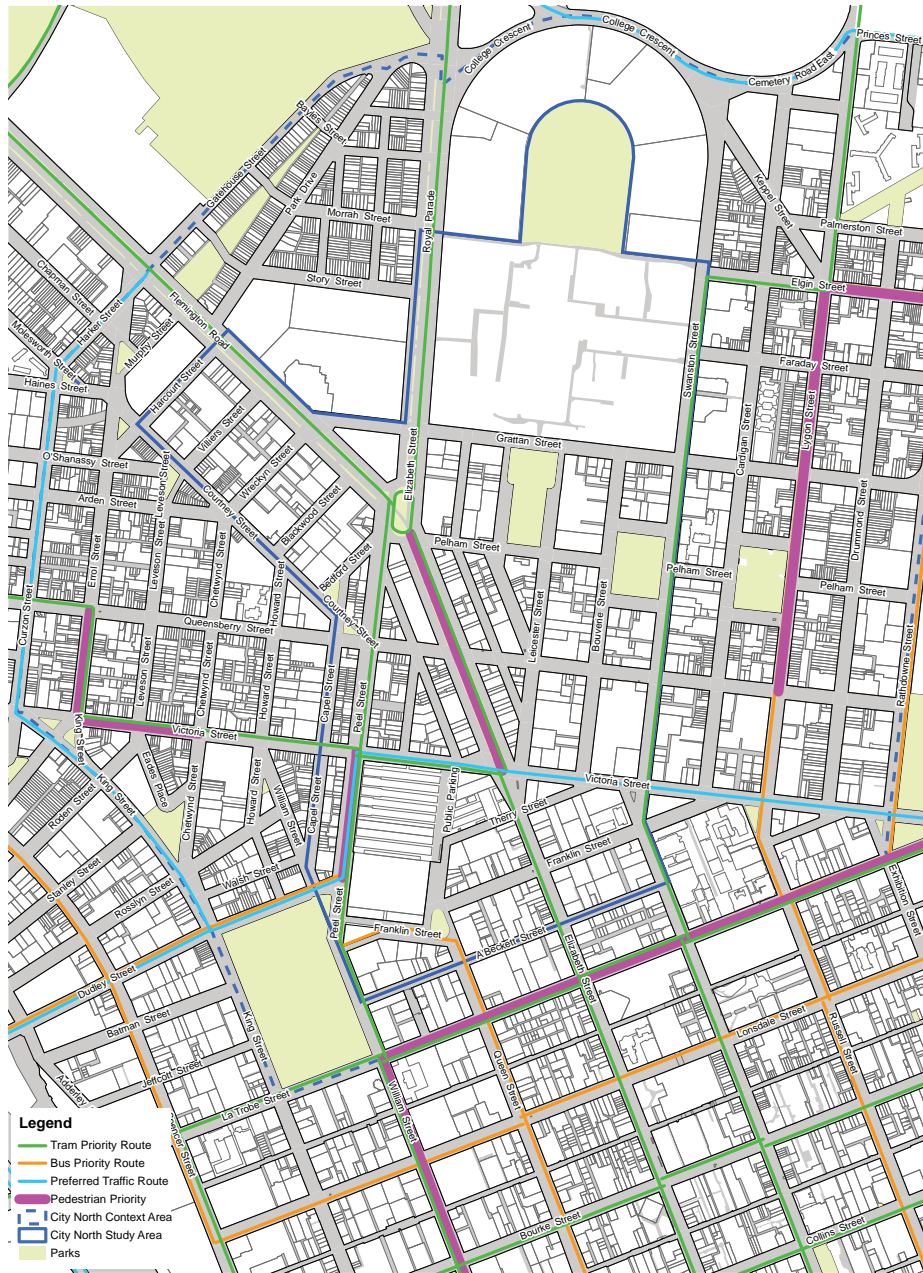 College Crescent
College Crescent
Princes Street
Cemetery Road East
Bayles Street
Gatehouse Street
Park Drive
Keppel Street
Morrah Street
Royal Parade
Palmerston Street
Chapman Street
Story Street
Elgin Street
Flemington Road
Harker Street
Molesworth Street
Murphy Street
Swanston Street
Faraday Street
Haines Street
Harcourt Street
Villiers Street
Lygon Street
Cardigan Street
Elizabeth Street
Grattan Street
O'Shanassy Street
Wreckyn Street
Leveson Street
Arden Street
Courtney Street
Blackwood Street
Drummond Street
Pelham Street
Bedford Street
Errol Street
Leveson Street
Chetwynd Street
Howard Street
Pelham Street
Pelham Street
Curzon Street
Courtney Street
Queensberry Street
Leicester Street
Bouverie Street
Rathdowne Street
Leveson Street
Chetwynd Street
Howard Street
Capel Street
Peel Street
King Street
Victoria Street
Eades Place
King Street
Roden Street
Chetwynd Street
Howard Street
William Street
Capel Street
Public Parking
Victoria Street
Therry Street
Franklin Street
Stanley Street
Walsh Street
Rosslyn Street
Peel Street
Franklin Street
A'Beckett Street
Exhibition Street
Dudley Street
Elizabeth Street
Batman Street
King Street
Lonsdale Street
Russell Street
Jeffcott Street
Queen Street
La Trobe Street
William Street
Bourke Street
Collins Street
Legend
Tram Priority Route
Bus Priority Route
Preferred Traffic Route
Pedestrian Priority
City North Context Area
City North Study Area
Parks